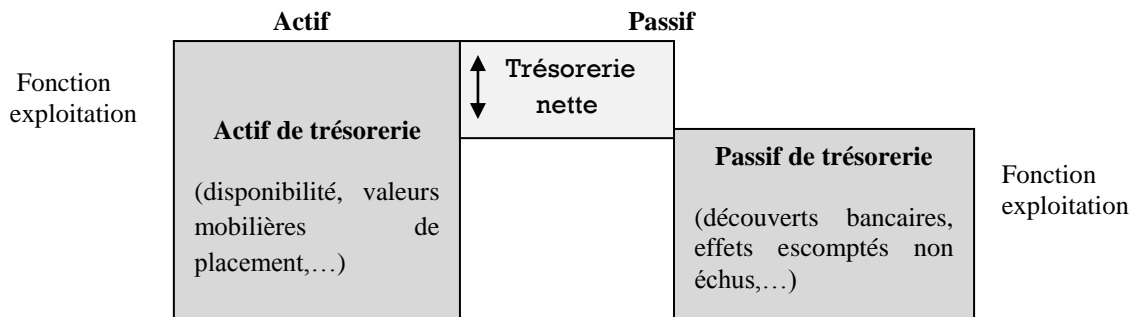 Actif
Passif
Fonction
exploitation
Trésorerie
nette
Actif de trésorerie
(disponibilité, valeurs
mobilières de
placement,…)
Passif de trésorerie
(découverts bancaires,
effets escomptés non
échus,…)
Fonction
exploitation